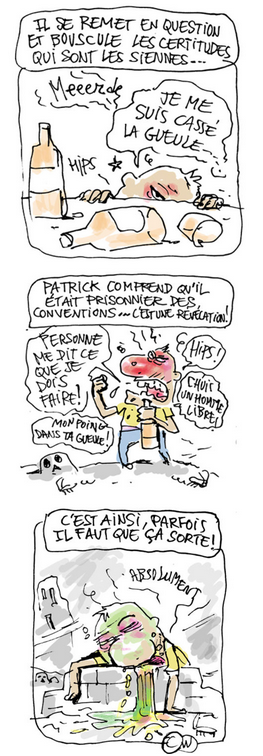 IL SE REMET EN QUESTION
ET BOUSCULE LES CERTITUDES
QUI SONT LES SIENNES...
Meeerde
JE ME
SUIS CASSÉ
LA GUEULE
HIPS
PATRICK COMPREND QU'IL
ÉTAIT PRISONNIER DES
CONVENTIONS... C'EST UNE RÉVÉLATION!
PERSONNE
ME DIT CE
QUE JE
DOIS
FAIRE!
HIPS!
CHUIS
UN HOMME
LIBRE!
MON POING
DANS TA GUEULE!
C'EST AINSI, PARFOIS
IL FAUT QUE ÇA SORTE!
ABSOLUMENT